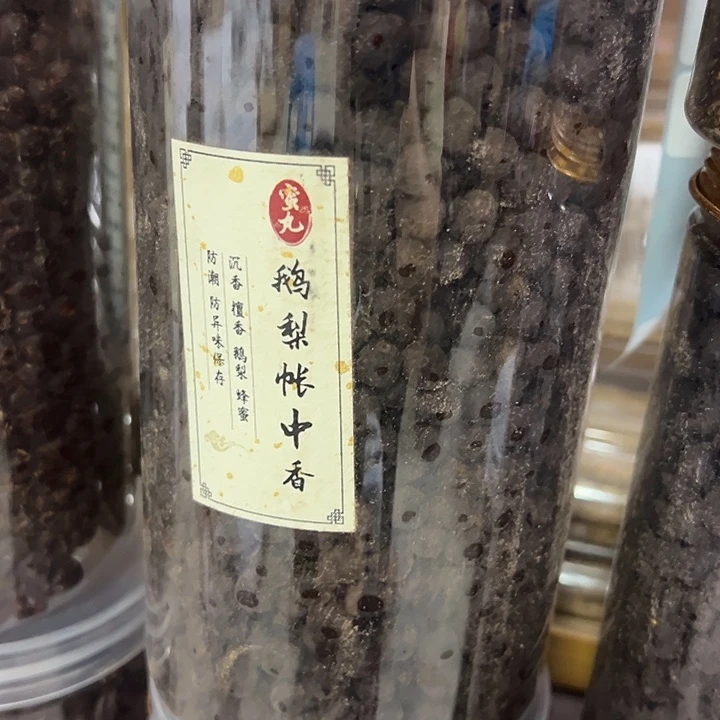 蜜丸
鹅梨帐中香
沉香 檀香 鹅梨 蜂蜜
防潮 防异味保存